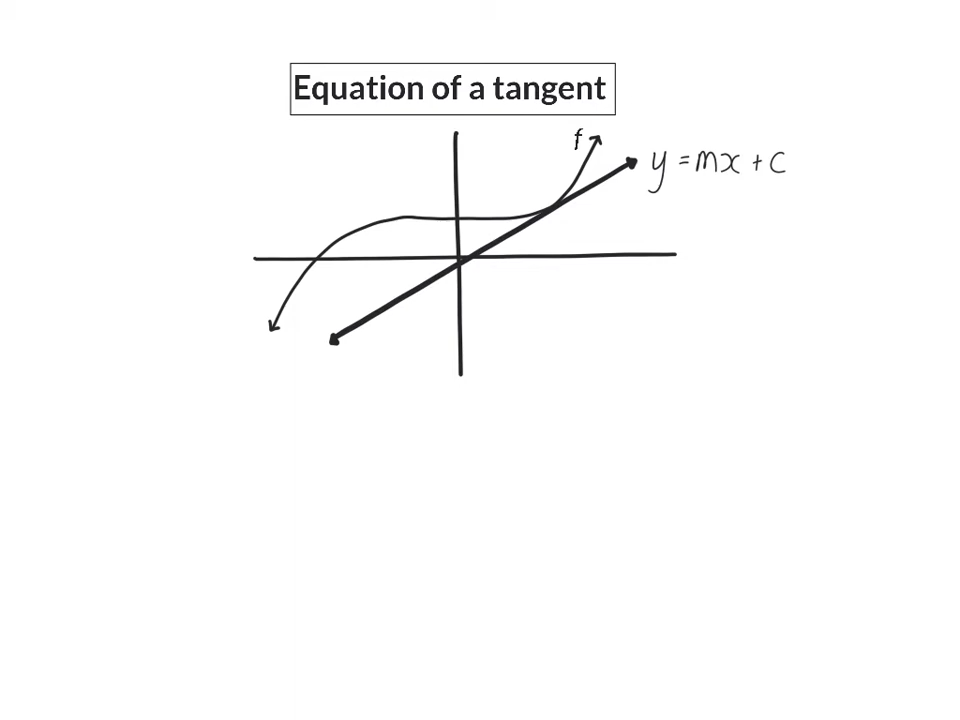 Equation of a tangent
f
y = mx + c